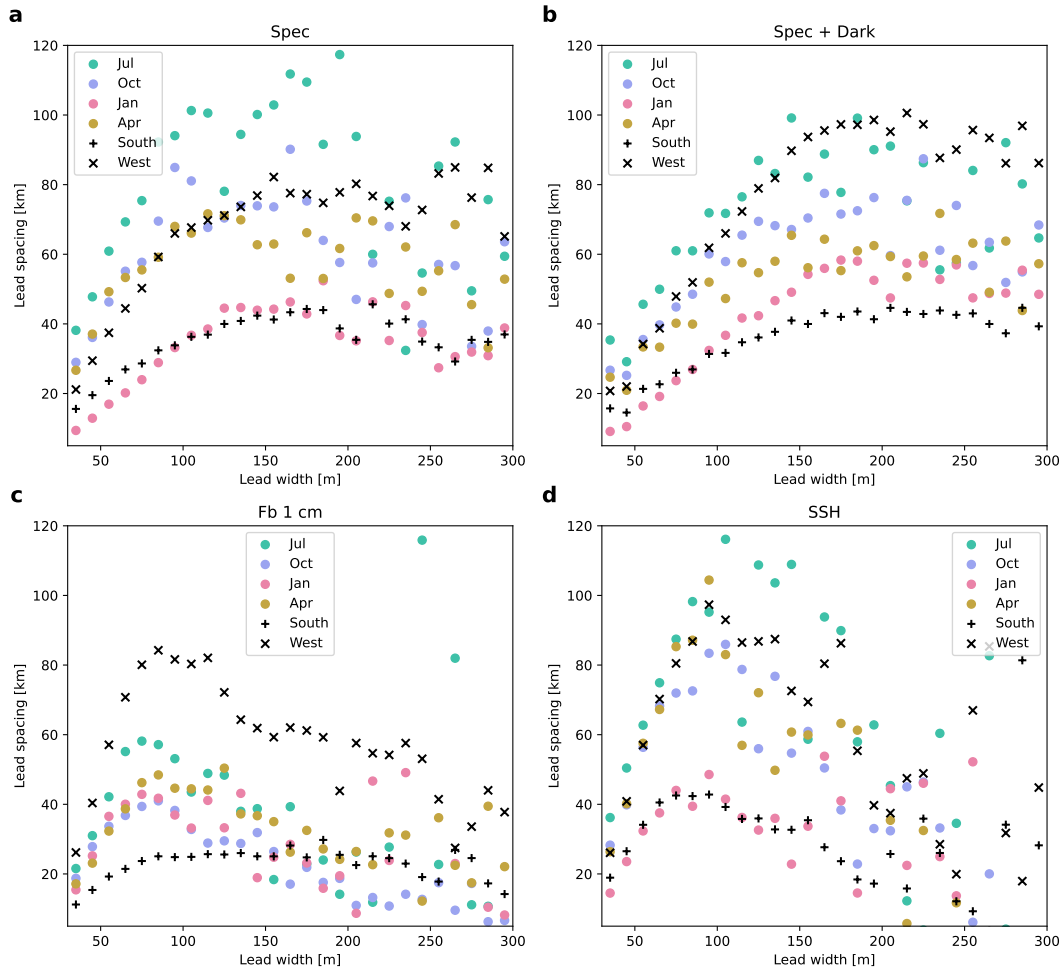 a
Spec
120
100
80
60
40
20
Lead spacing [km]
Jul
Oct
Jan
Apr
South
West
50
100
150
200
250
300
Lead width [m]
b
Spec + Dark
120
100
80
60
40
20
Lead spacing [km]
Jul
Oct
Jan
Apr
South
West
50
100
150
200
250
300
Lead width [m]
c
Fb 1 cm
120
100
80
60
40
20
Lead spacing [km]
Jul
Oct
Jan
Apr
South
West
50
100
150
200
250
300
Lead width [m]
d
SSH
120
100
80
60
40
20
Lead spacing [km]
Jul
Oct
Jan
Apr
South
West
50
100
150
200
250
300
Lead width [m]